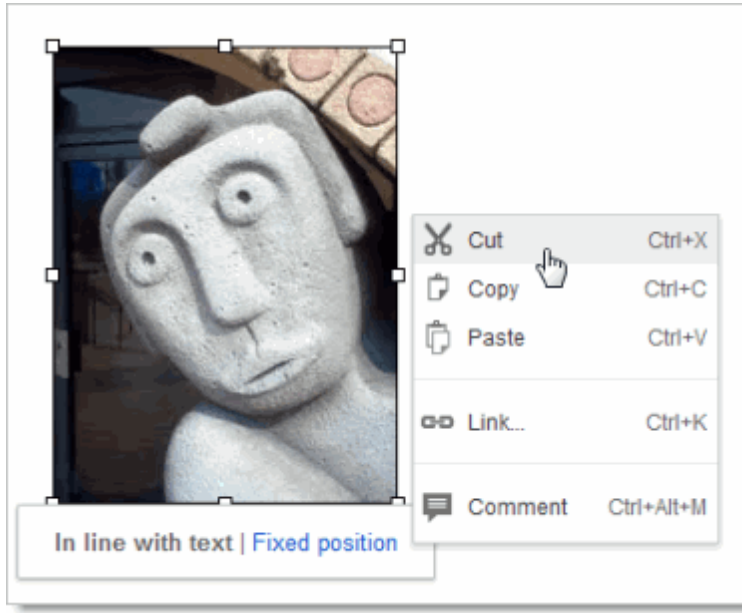 Cut Ctrl+X
Copy Ctrl+C
Paste Ctrl+V
Link... Ctrl+K
Comment Ctrl+Alt+M
In line with text | Fixed position